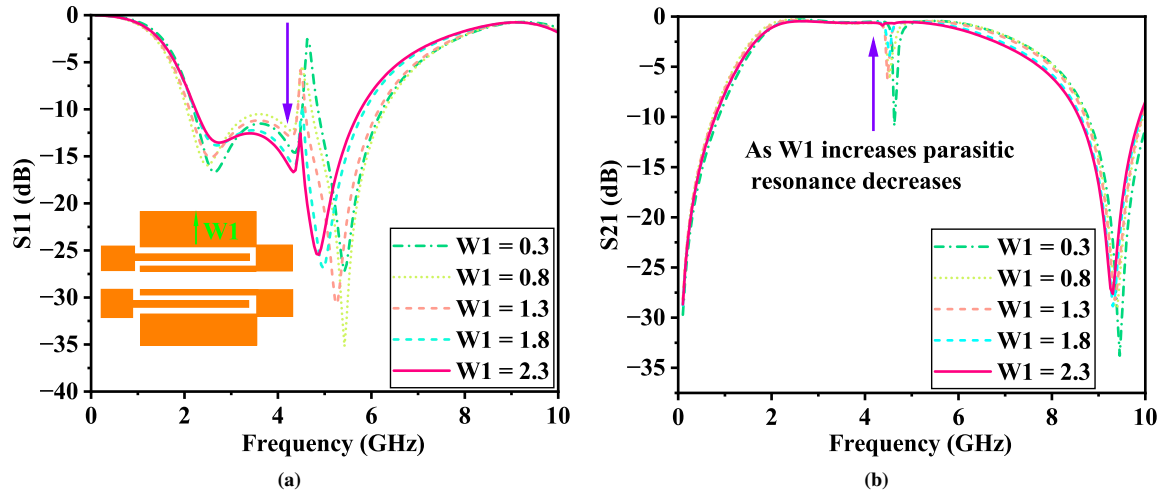 0
−5
−10
−15
−20
−25
−30
−35
−40
S11 (dB)
W1
W1 = 0.3
W1 = 0.8
W1 = 1.3
W1 = 1.8
W1 = 2.3
0 2 4 6 8 10
Frequency (GHz)
(a)
0
−5
−10
−15
−20
−25
−30
−35
S21 (dB)
As W1 increases parasitic
resonance decreases
W1 = 0.3
W1 = 0.8
W1 = 1.3
W1 = 1.8
W1 = 2.3
0 2 4 6 8 10
Frequency (GHz)
(b)